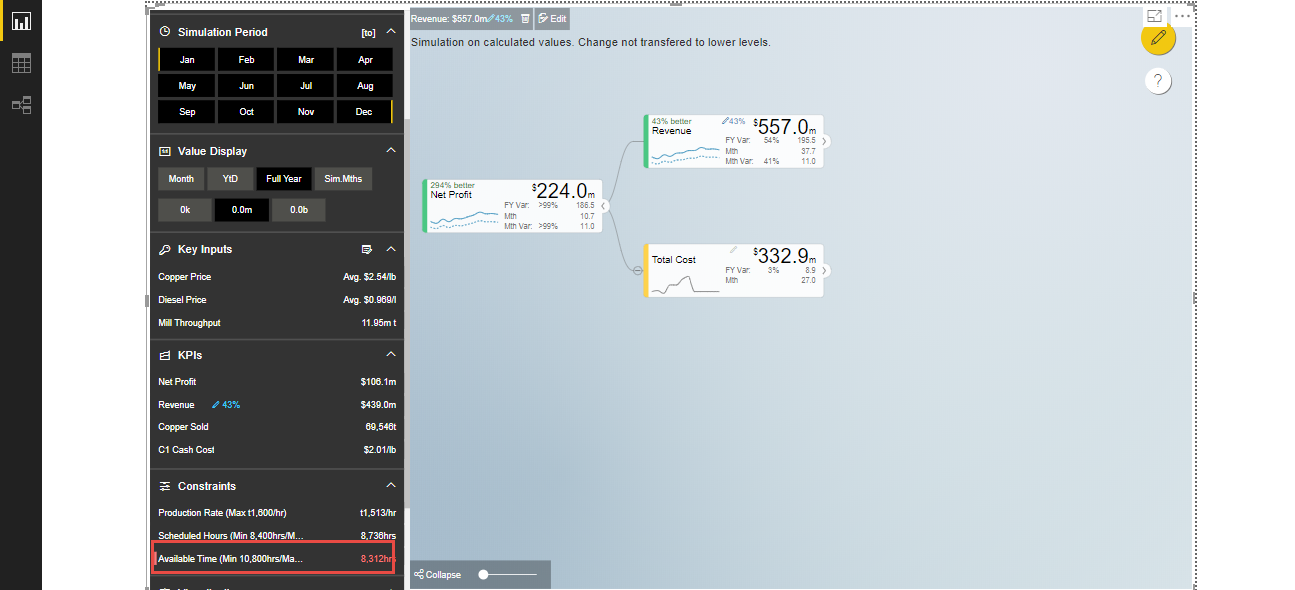 Simulation Period [to]
Jan Feb Mar Apr
May Jun Jul Aug
Sep Oct Nov Dec
Value Display
Month YtD Full Year Sim.Mths
0k 0.0m 0.0b
Key Inputs
Copper Price Avg. $2.54/lb
Diesel Price Avg. $0.969/l
Mill Throughput 11.95m t
KPIs
Net Profit $106.1m
Revenue 43% $439.0m
Copper Sold 69,546t
C1 Cash Cost $2.01/lb
Constraints
Production Rate (Max t1,600/hr) t1,513/hr
Scheduled Hours (Min 8,400hrs/M... 8,736hrs
Available Time (Min 10,800hrs/Ma... 8,312hrs
Revenue: $557.0m 43% Edit
Simulation on calculated values. Change not transfered to lower levels.
?
43% better
Revenue
43% $557.0m
FY Var: 54% 195.5
Mth 37.7
Mth Var: 41% 11.0
294% better
Net Profit
$224.0m
FY Var: >99% 186.5
Mth 10.7
Mth Var: >99% 11.0
Total Cost
$332.9m
FY Var: 3% 8.9
Mth 27.0
Collapse